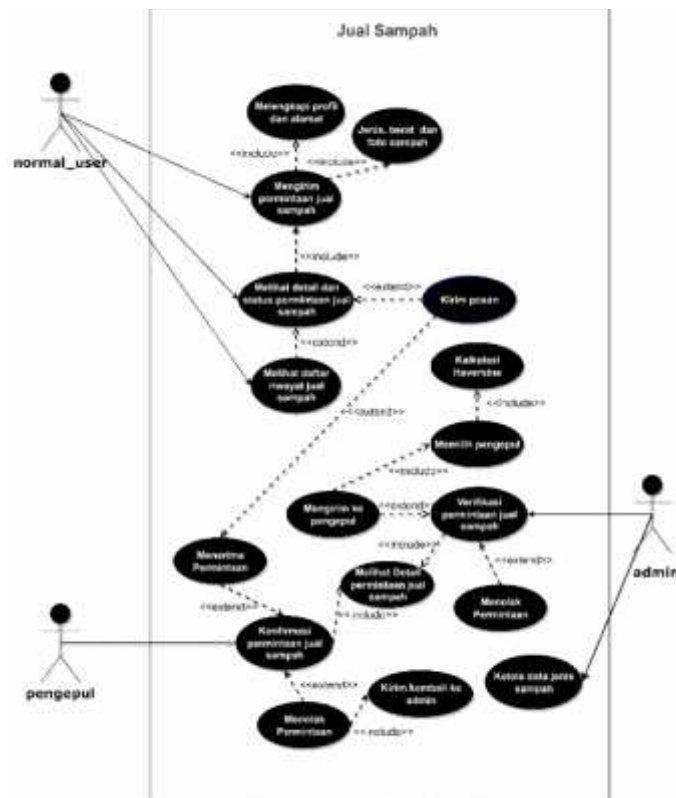 Jual Sampah
Melengkapi profil
dan alamat
Jenis, berat dan
foto sampah
<<include>>
<<include>>
normal_user
Mengirim
permintaan jual
sampah
<<include>>
Melihat detail dan
status permintaan jual
sampah
<<extend>>
Kirim pesan
<<extend>>
Melihat daftar
riwayat jual
sampah
Kalkulasi
Haversine
<<include>>
<<extend>>
Memilih pengepul
<<include>>
Mengirim ke
pengepul
<<extend>>
Verifikasi
permintaan jual
sampah
<<include>>
Menerima
Permintaan
Melihat Detail
permintaan jual
sampah
<<extend>>
admin
<<extend>>
Menolak
Permintaan
<<include>>
Konfirmasi
permintaan jual
sampah
pengepul
<<extend>>
Kirim kembali ke
admin
Kelola data jenis
sampah
Menolak
Permintaan
<<include>>